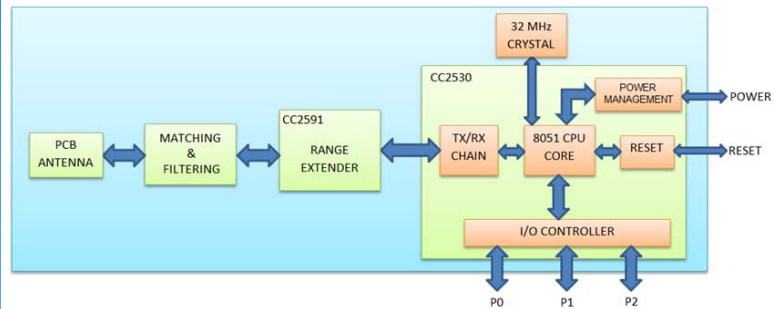 32 MHz
CRYSTAL
CC2530
POWER
MANAGEMENT
POWER
CC2591
PCB
ANTENNA
MATCHING
&
FILTERING
RANGE
EXTENDER
TX/RX
CHAIN
8051 CPU
CORE
RESET
RESET
I/O CONTROLLER
P0
P1
P2